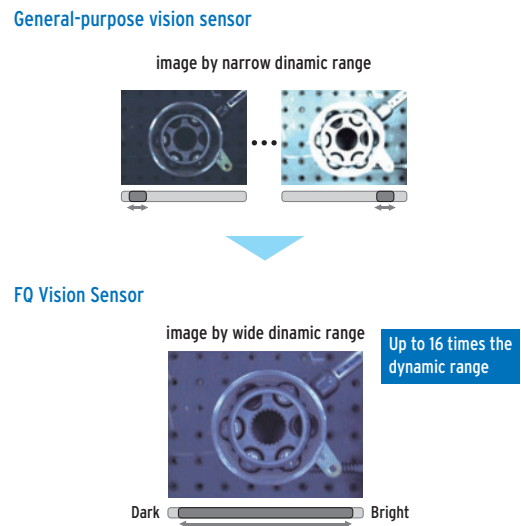 General-purpose vision sensor
image by narrow dinamic range
FQ Vision Sensor
image by wide dinamic range
Up to 16 times the
dynamic range
Dark
Bright